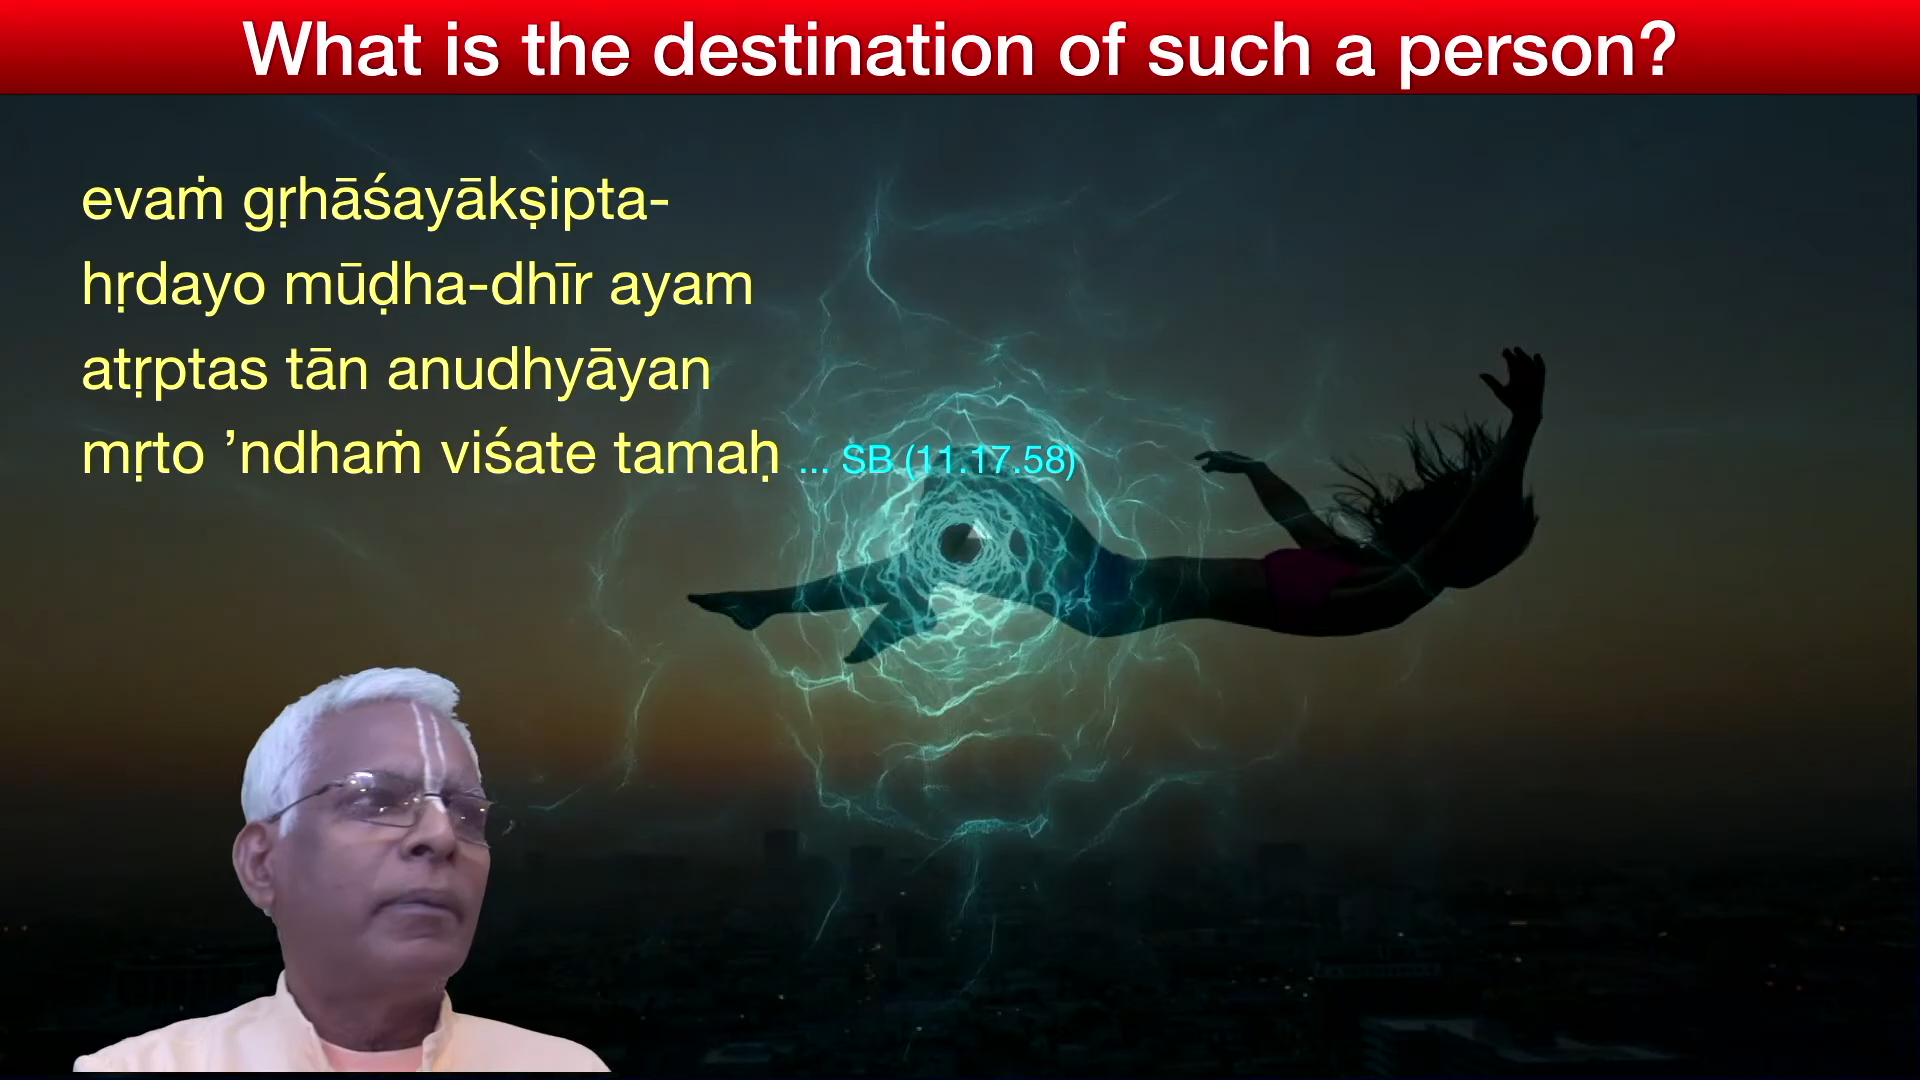 What is the destination of such a person?
evaṁ gṛhāśayākṣipta-
hṛdayo mūḍha-dhīr ayam
atṛptas tān anudhyāyan
mṛto ’ndhaṁ viśate tamaḥ ... SB (11.17.58)